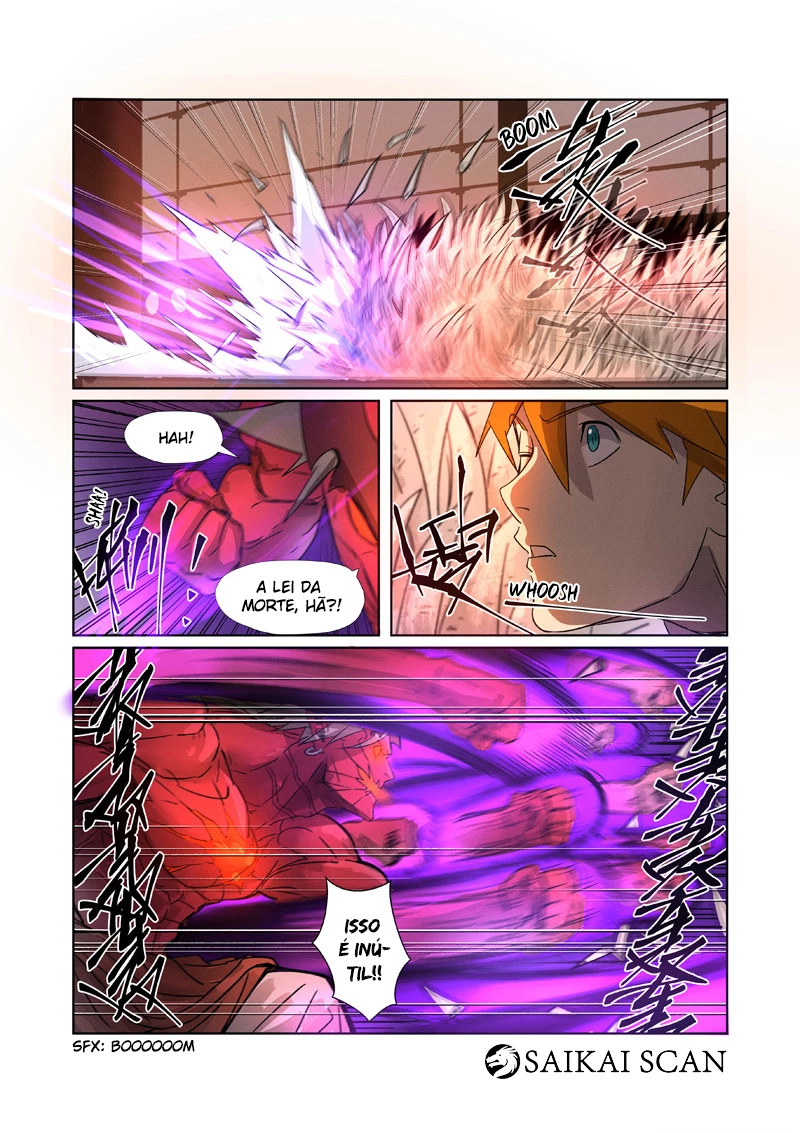 BOOM
HAH!
SHAA!
A LEI DA
MORTE, HÃ?!
WHOOSH
ISSO
É INÚ-
TIL!!
SFX: BOOOOOOM
SAIKAI SCAN